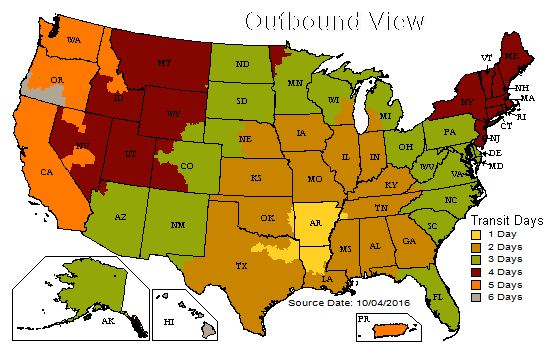 Outbound View
WA
MT
ND
MN
ME
VT
OR
ID
WY
SD
WI
MI
NY
NH
MA
RI
CT
NV
UT
CO
NE
IA
IL
IN
OH
PA
NJ
DE
MD
WV
VA
CA
KS
MO
KY
NC
AZ
NM
OK
AR
TN
SC
TX
LA
MS
AL
GA
FL
AK
HI
PR
Transit Days
1 Day
2 Days
3 Days
4 Days
5 Days
6 Days
Source Date: 10/04/2016